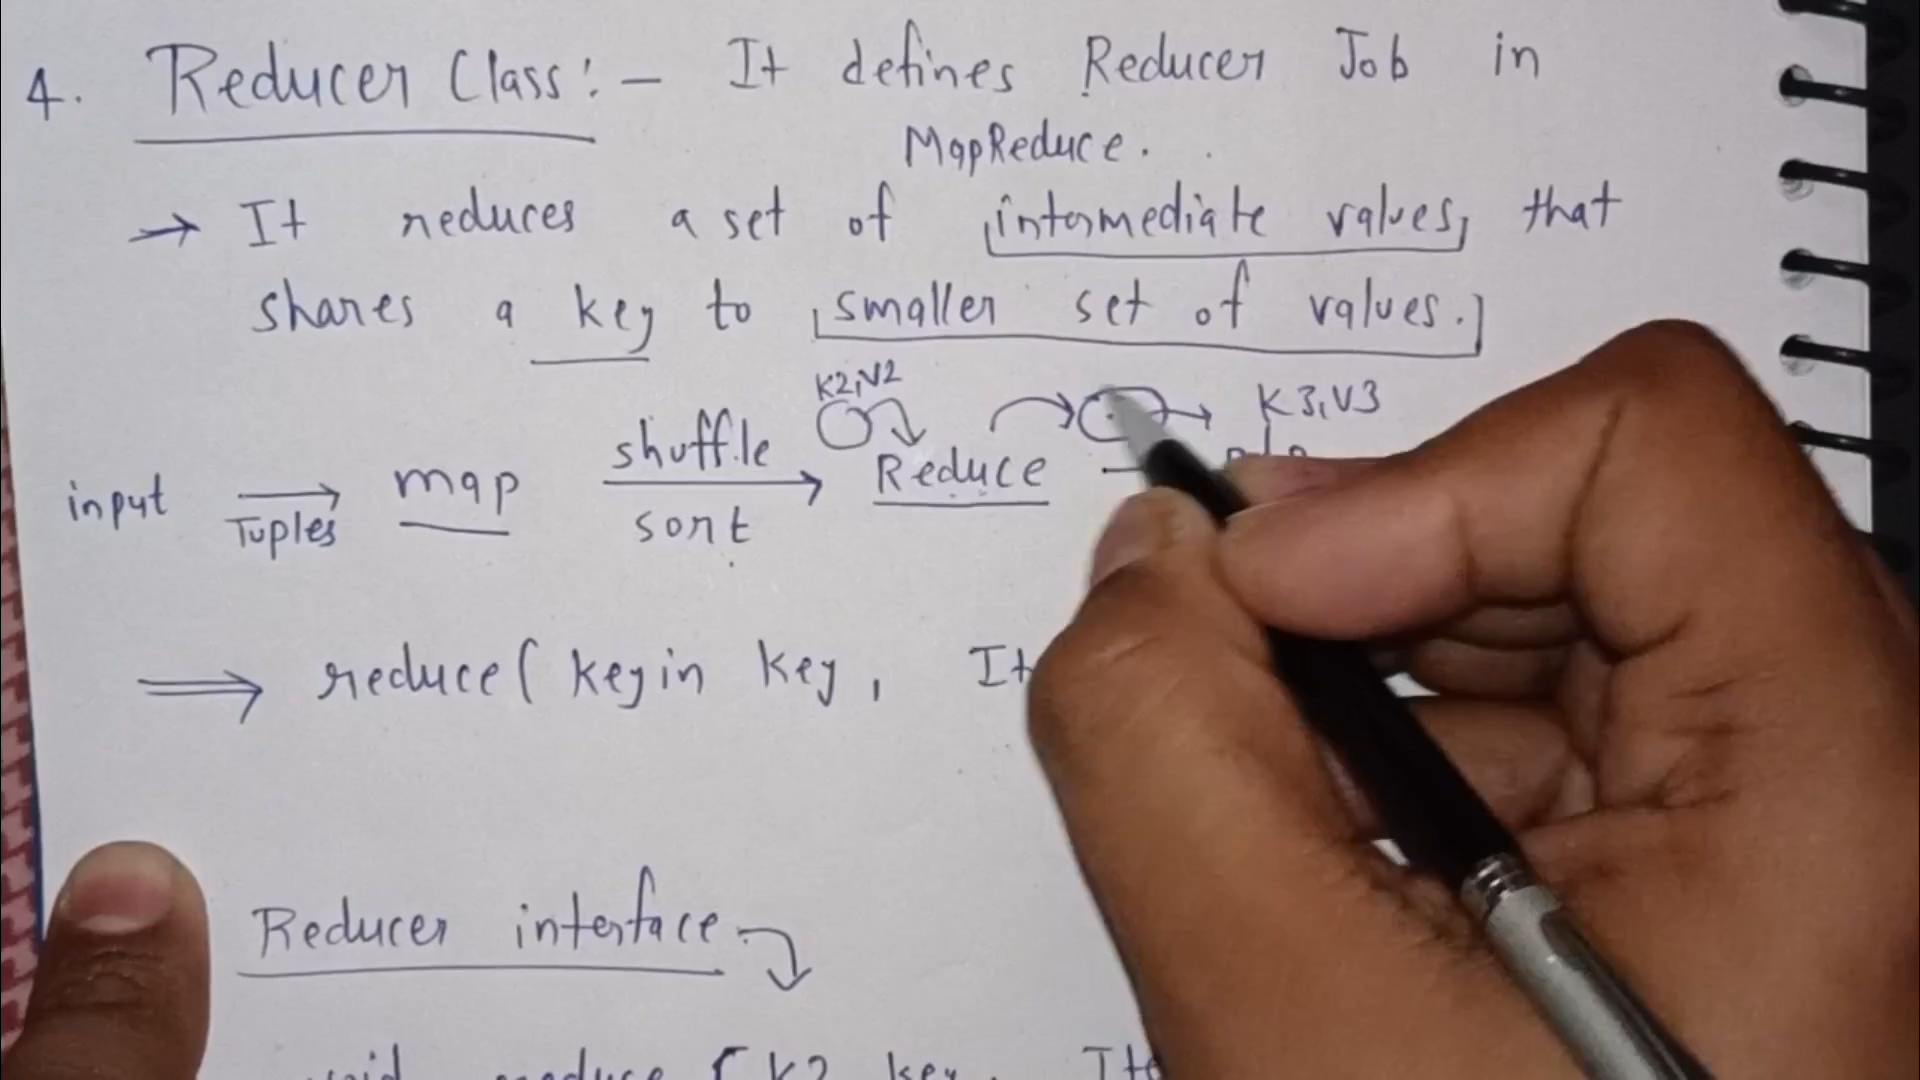 4. Reducer Class:- It defines Reducer Job in
MapReduce.
→ It reduces a set of intermediate values, that
shares a key to smaller set of values.
K2,V2
K3,V3
input → Tuples map shuffle → sort Reduce
⇒ reduce( keyin key,
Reducer interface
(K2 key,